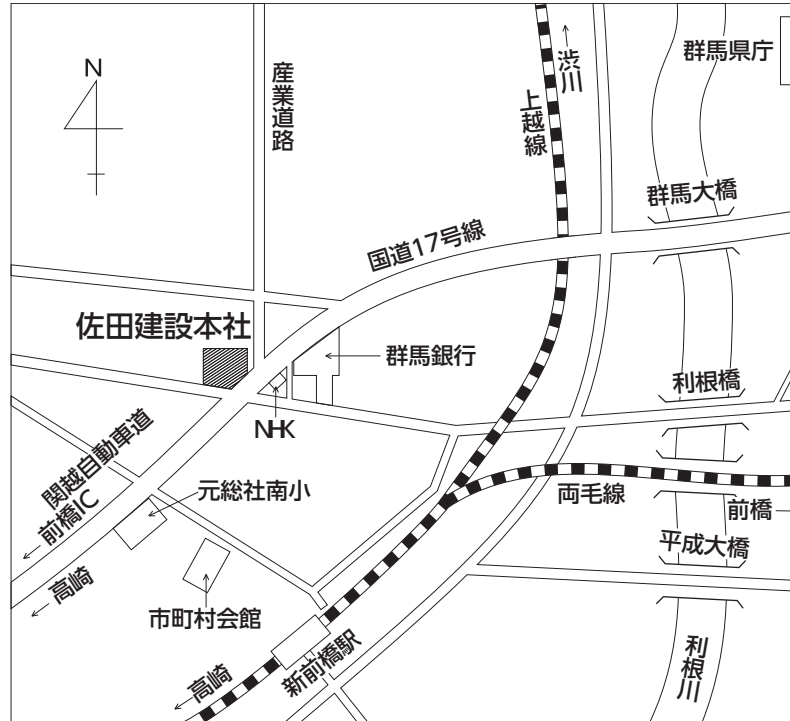 N
産業道路
渋川
上越線
群馬県庁
群馬大橋
国道17号線
佐田建設本社
群馬銀行
利根橋
NHK
関越自動車道
前橋IC
元総社南小
両毛線
前橋
平成大橋
高崎
市町村会館
新前橋駅
高崎
利根川